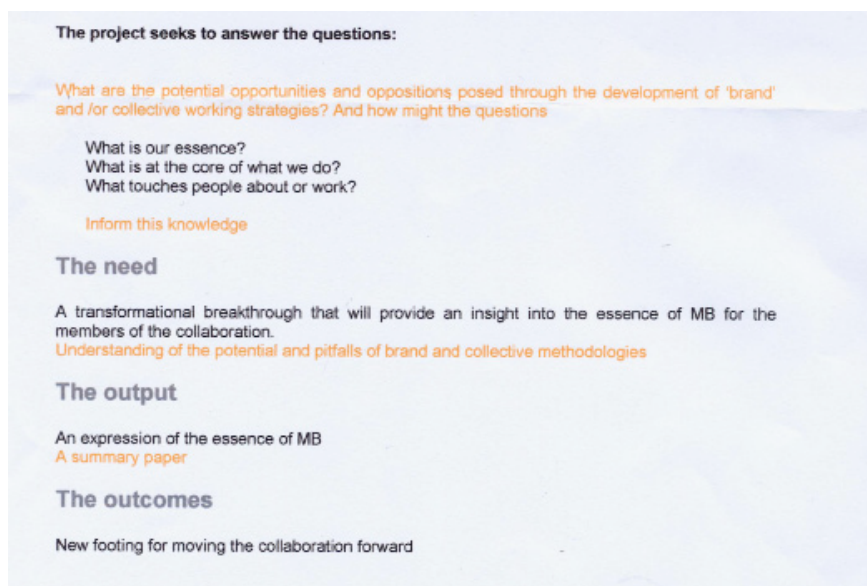 The project seeks to answer the questions:
What are the potential opportunities and oppositions posed through the development of 'brand'
and /or collective working strategies? And how might the questions
What is our essence?
What is at the core of what we do?
What touches people about or work?
Inform this knowledge
The need
A transformational breakthrough that will provide an insight into the essence of MB for the
members of the collaboration.
Understanding of the potential and pitfalls of brand and collective methodologies
The output
An expression of the essence of MB
A summary paper
The outcomes
New footing for moving the collaboration forward